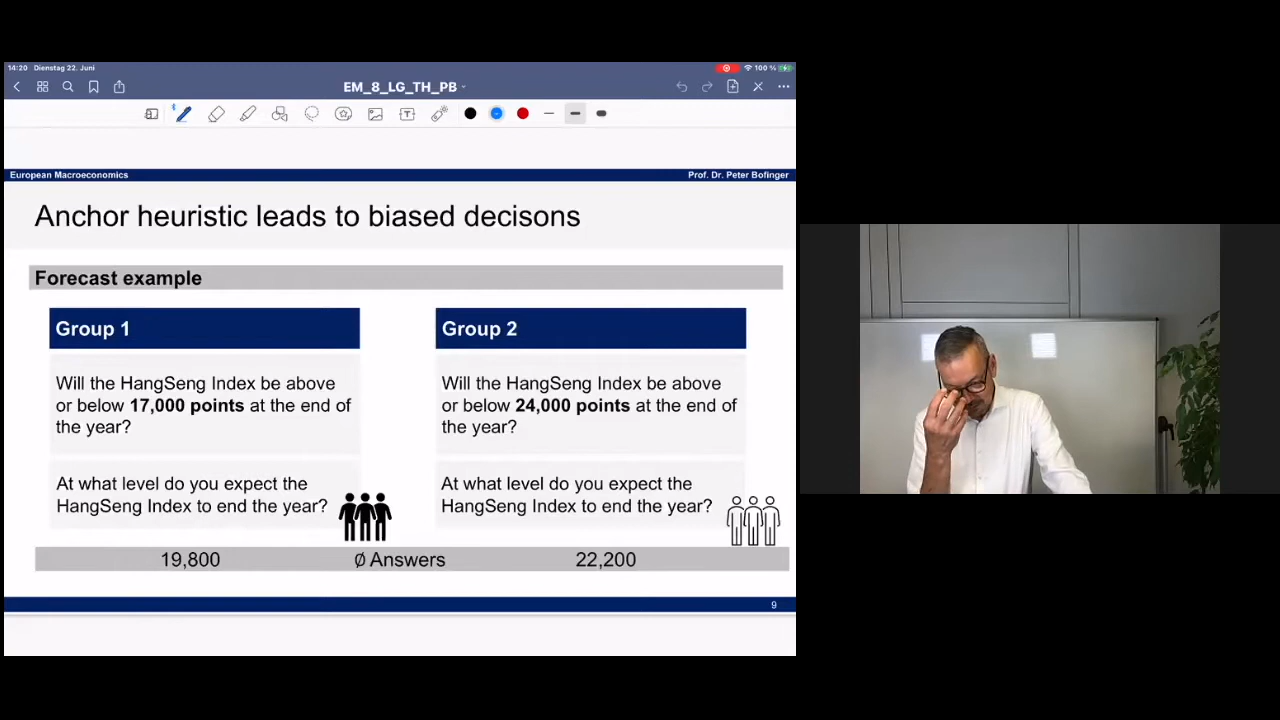 14:20 Dienstag 22. Juni
100 %
EM_8_LG_TH_PB
European Macroeconomics
Prof. Dr. Peter Bofinger
Anchor heuristic leads to biased decisons
Forecast example
Group 1
Will the HangSeng Index be above
or below 17,000 points at the end of
the year?
At what level do you expect the
HangSeng Index to end the year?
Group 2
Will the HangSeng Index be above
or below 24,000 points at the end of
the year?
At what level do you expect the
HangSeng Index to end the year?
19,800 Ø Answers 22,200
9